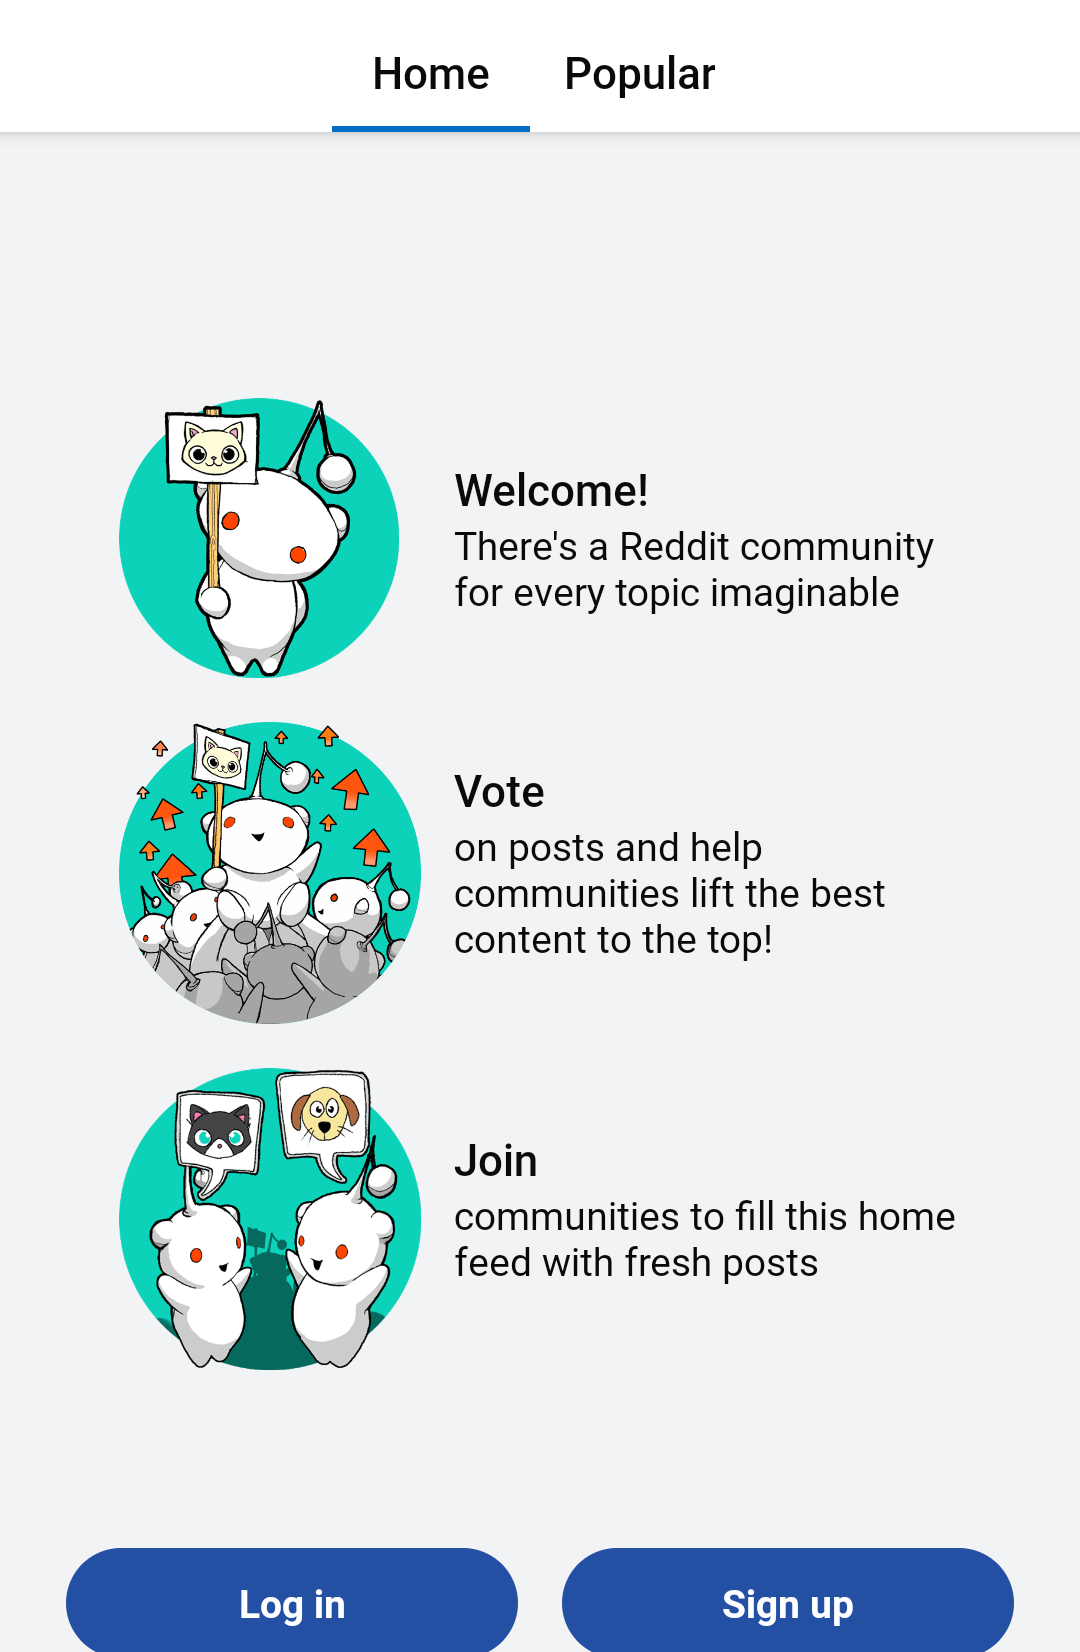 Home Popular
Welcome!
There's a Reddit community
for every topic imaginable
Vote
on posts and help
communities lift the best
content to the top!
Join
communities to fill this home
feed with fresh posts
Log in Sign up